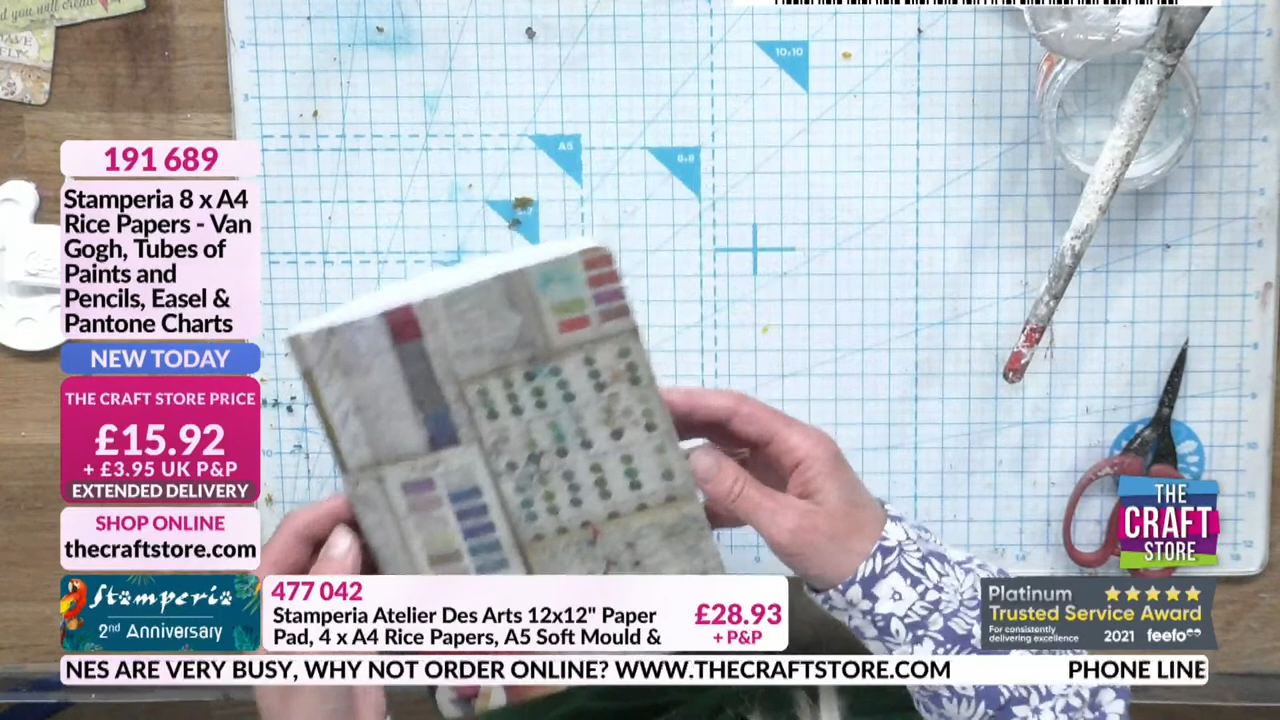 d you will create
AVE
10x10
A5
8x8
191 689
Stamperia 8 x A4
Rice Papers - Van
Gogh, Tubes of
Paints and
Pencils, Easel &
Pantone Charts
NEW TODAY
THE CRAFT STORE PRICE
£15.92
+ £3.95 UK P&P
EXTENDED DELIVERY
SHOP ONLINE
thecraftstore.com
THE
CRAFT
STORE
Stamperia
2nd Anniversary
477 042
Stamperia Atelier Des Arts 12x12" Paper
Pad, 4 x A4 Rice Papers, A5 Soft Mould &
£28.93
+ P&P
Platinum
Trusted Service Award
For consistently
delivering excellence
2021 feefo
NES ARE VERY BUSY, WHY NOT ORDER ONLINE? WWW.THECRAFTSTORE.COM
PHONE LINE